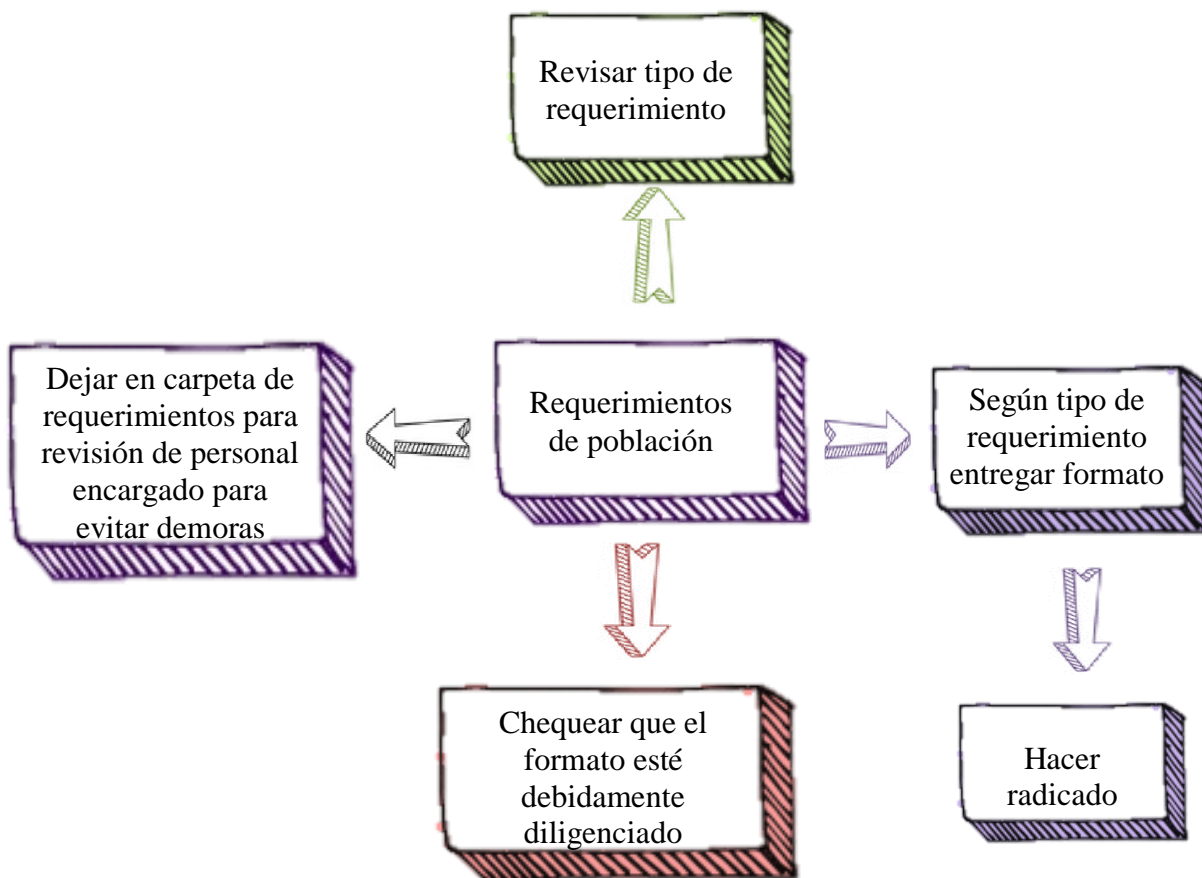 Revisar tipo de
requerimiento
Dejar en carpeta de
requerimientos para
revisión de personal
encargado para
evitar demoras
Requerimientos
de población
Según tipo de
requerimiento
entregar formato
Chequear que el
formato esté
debidamente
diligenciado
Hacer
radicado